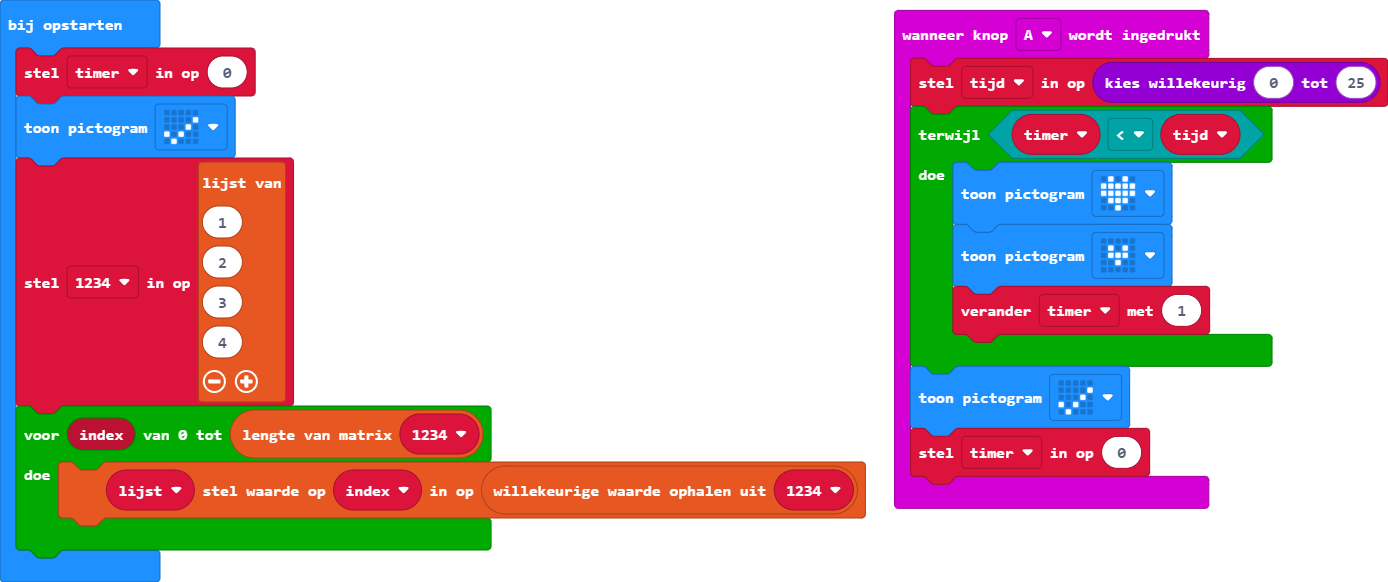 bij opstarten
stel timer in op 0
toon pictogram
stel 1234 in op lijst van
1
2
3
4
voor index van 0 tot lengte van matrix 1234
doe
lijst stel waarde op index in op willekeurige waarde ophalen uit 1234
wanneer knop A wordt ingedrukt
stel tijd in op kies willekeurig 0 tot 25
terwijl timer < tijd
doe
toon pictogram
toon pictogram
verander timer met 1
toon pictogram
stel timer in op 0